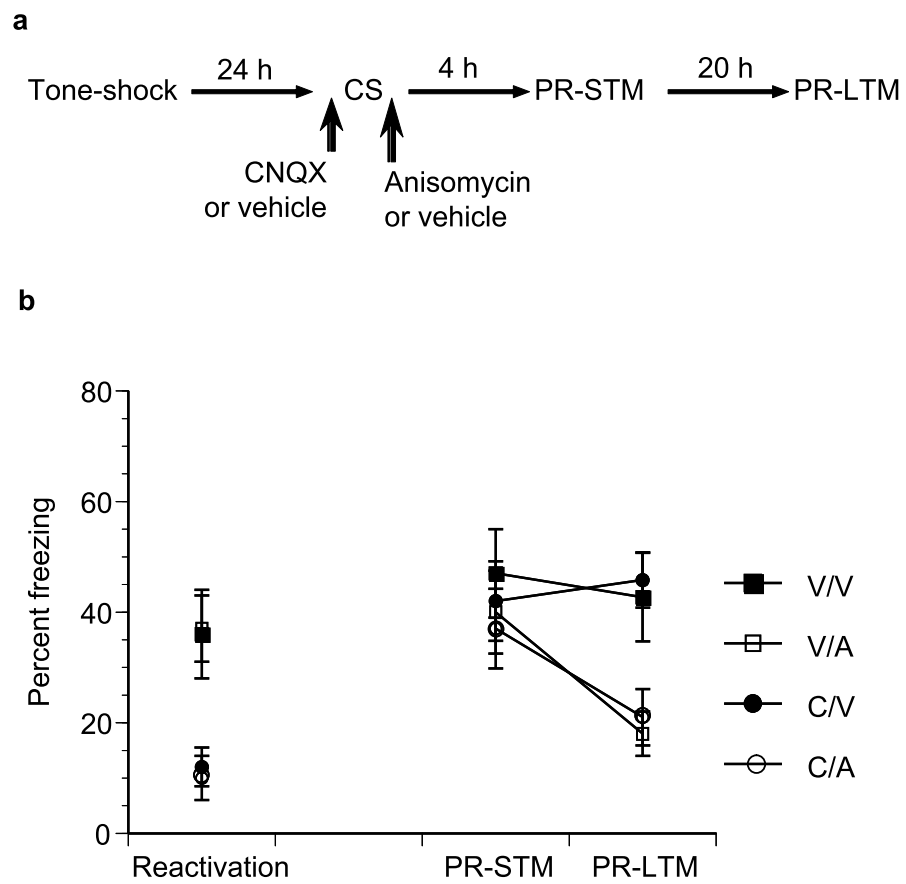 a
24 h 4 h 20 h
Tone-shock CS PR-STM PR-LTM
CNQX
or vehicle
Anisomycin
or vehicle
b
80
60
40
20
0
Percent freezing
Reactivation PR-STM PR-LTM
V/V
V/A
C/V
C/A